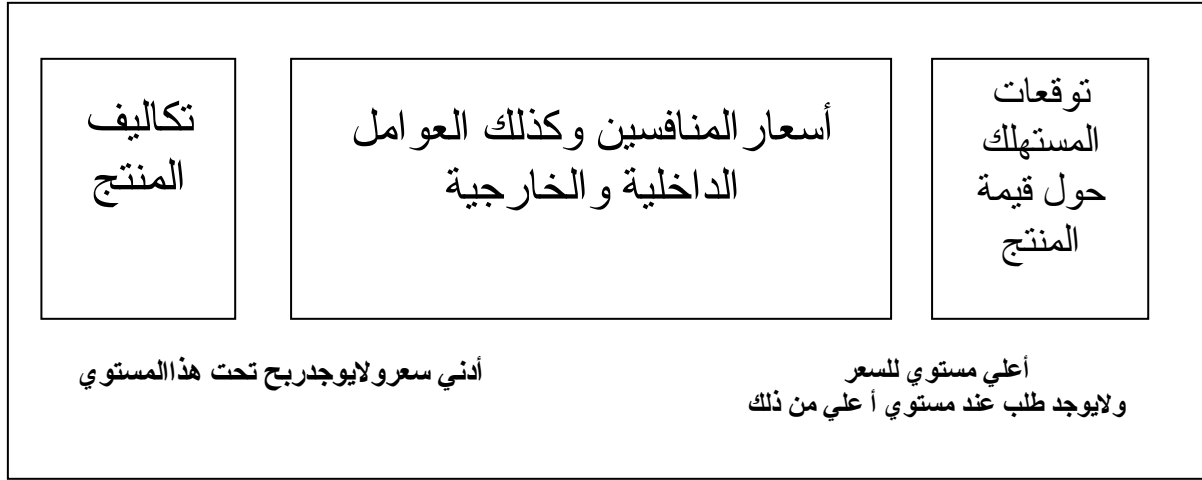 توقعات
المستهلك
حول قيمة
المنتج
أسعار المنافسين وكذلك العوامل
الداخلية والخارجية
تكاليف
المنتج
أعلي مستوي للسعر
ولايوجد طلب عند مستوي أ علي من ذلك
أدني سعرولايوجدربح تحت هذاالمستوي